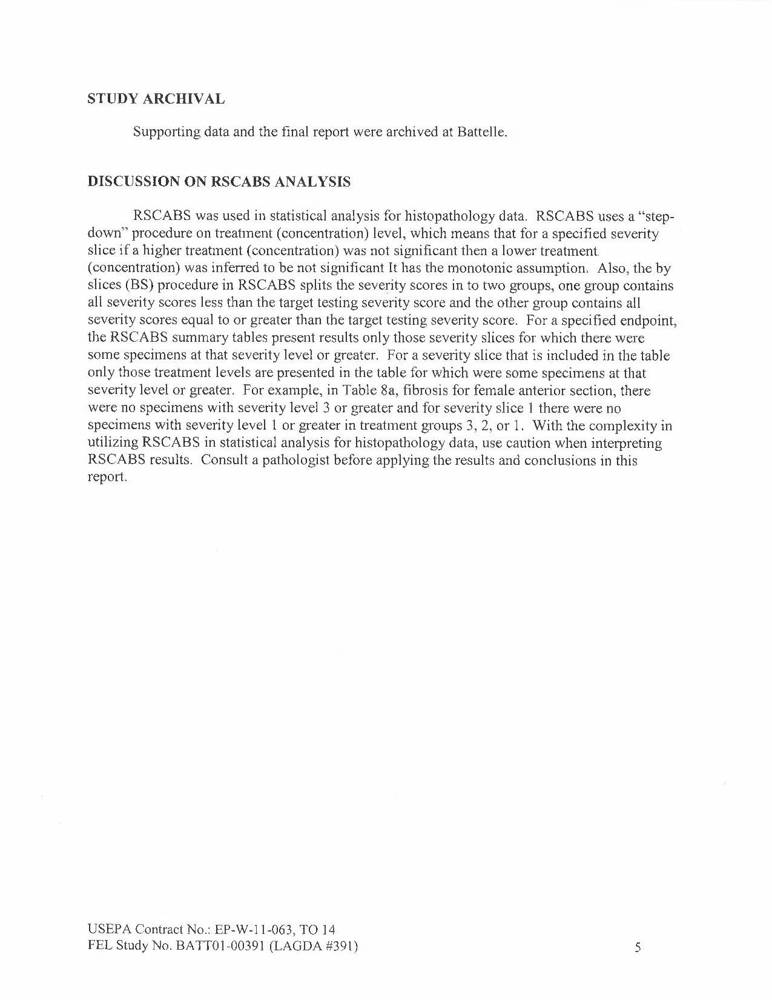 STUDY ARCHIVAL
Supporting data and the final report were archived at Battelle.
DISCUSSION ON RSCABS ANALYSIS
RSCABS was used in statistical analysis for histopathology data. RSCABS uses a “step-
down” procedure on treatment (concentration) level, which means that for a specified severity
slice if a higher treatment (concentration) was not significant then a lower treatment
(concentration) was inferred to be not significant It has the monotonic assumption. Also, the by
slices (BS) procedure in RSCABS splits the severity scores in to two groups, one group contains
all severity scores less than the target testing severity score and the other group contains all
severity scores equal to or greater than the target testing severity score. For a specified endpoint,
the RSCABS summary tables present results only those severity slices for which there were
some specimens at that severity level or greater. For a severity slice that is included in the table
only those treatment levels are presented in the table for which were some specimens at that
severity level or greater. For example, in Table 8a, fibrosis for female anterior section, there
were no specimens with severity level 3 or greater and for severity slice 1 there were no
specimens with severity level 1 or greater in treatment groups 3, 2, or 1. With the complexity in
utilizing RSCABS in statistical analysis for histopathology data, use caution when interpreting
RSCABS results. Consult a pathologist before applying the results and conclusions in this
report.
USEPA Contract No.: EP-W-11-063, TO 14
FEL Study No. BATT01-00391 (LAGDA #391) 5